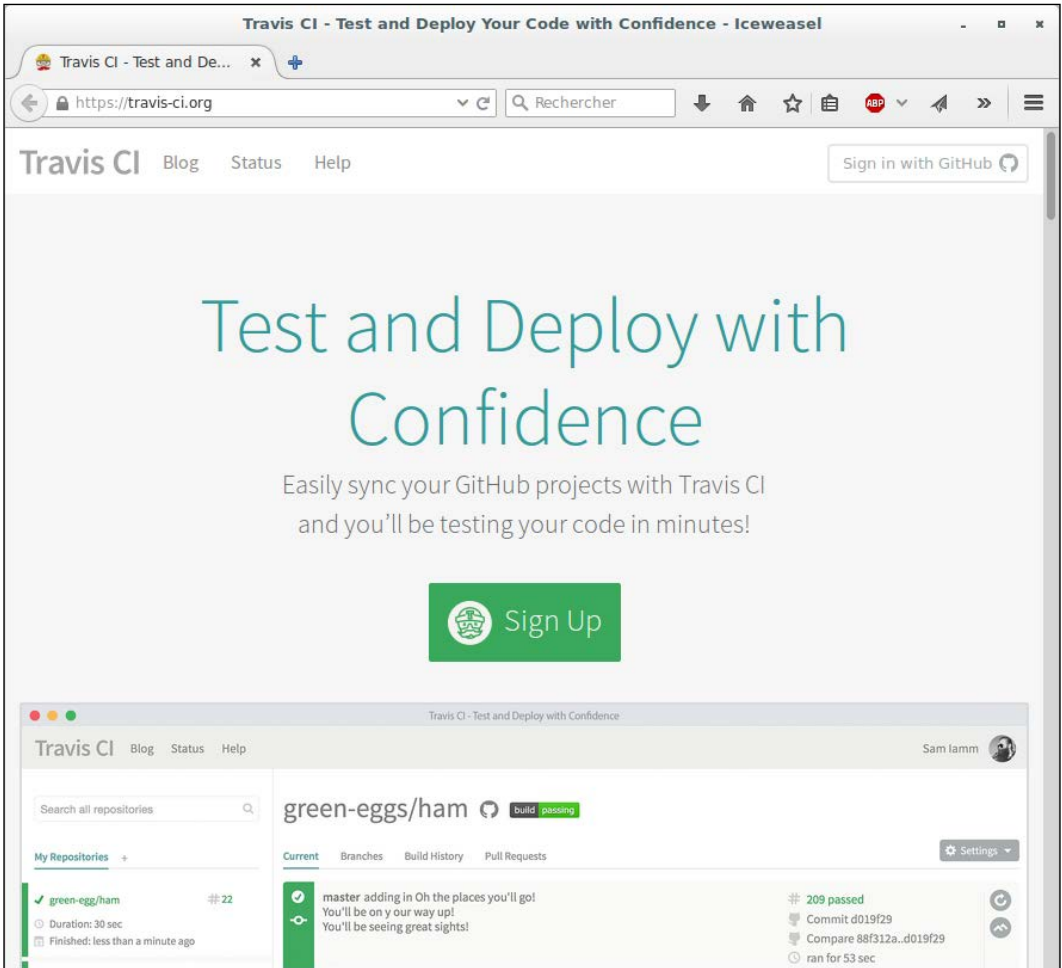 Travis CI - Test and Deploy Your Code with Confidence - Iceweasel
Travis CI - Test and De...
https://travis-ci.org
Rechercher
ABP
Travis CI Blog Status Help
Sign in with GitHub
Test and Deploy with
Confidence
Easily sync your GitHub projects with Travis CI
and you'll be testing your code in minutes!
Sign Up
Travis CI - Test and Deploy with Confidence
Travis CI Blog Status Help
Sam Iamm
Search all repositories
My Repositories +
green-egg/ham # 22
Duration: 30 sec
Finished: less than a minute ago
green-eggs/ham build passing
Current Branches Build History Pull Requests
Settings
master adding in Oh the places you'll go!
You'll be on y our way up!
You'll be seeing great sights!
# 209 passed
Commit d019f29
Compare 88f312a..d019f29
ran for 53 sec